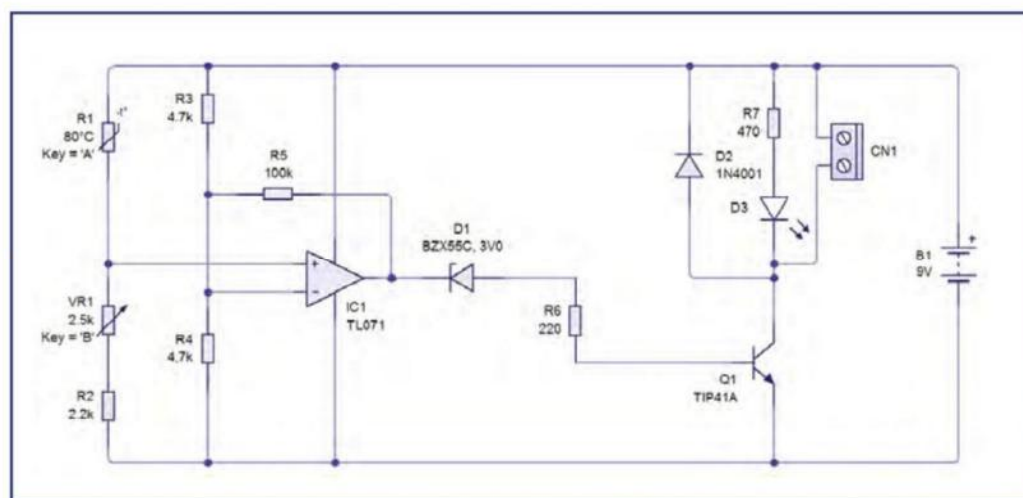 R1
80°C
Key = 'A'
R3
4.7k
R5
100k
VR1
2.5k
Key = 'B'
R2
2.2k
R4
4.7k
+
−
IC1
TL071
D1
BZX55C, 3V0
R6
220
D2
1N4001
R7
470
D3
CN1
Q1
TIP41A
+
B1
9V